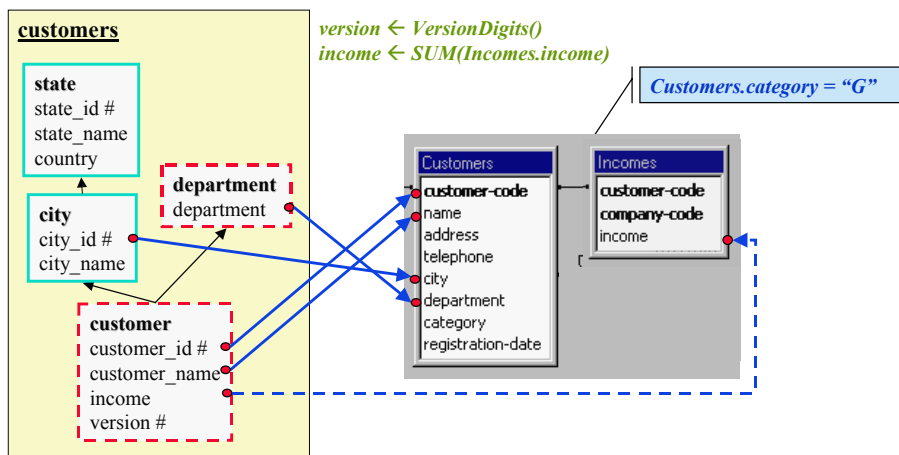 customers
version ← VersionDigits()
income ← SUM(Incomes.income)
Customers.category = “G”
state
state_id #
state_name
country
department
department
city
city_id #
city_name
customer
customer_id #
customer_name
income
version #
Customers
customer-code
name
address
telephone
city
department
category
registration-date
Incomes
customer-code
company-code
income